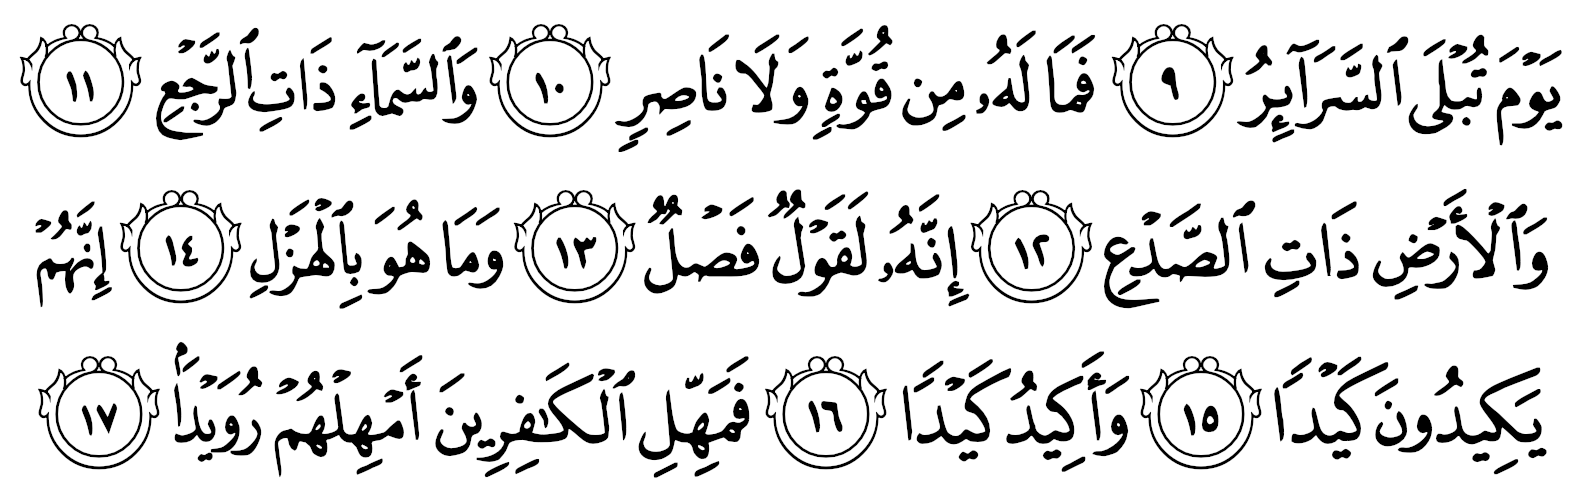 يَوْمَ تُبْلَى ٱلسَّرَآئِرُ ٩ فَمَا لَهُۥ مِن قُوَّةٍ وَلَا نَاصِرٍ ١٠ وَٱلسَّمَآءِ ذَاتِ ٱلرَّجْعِ ١١
وَٱلْأَرْضِ ذَاتِ ٱلصَّدْعِ ١٢ إِنَّهُۥ لَقَوْلٌ فَصْلٌ ١٣ وَمَا هُوَ بِٱلْهَزْلِ ١٤ إِنَّهُمْ
يَكِيدُونَ كَيْدًا ١٥ وَأَكِيدُ كَيْدًا ١٦ فَمَهِّلِ ٱلْكَـٰفِرِينَ أَمْهِلْهُمْ رُوَيْدَۢا ١٧